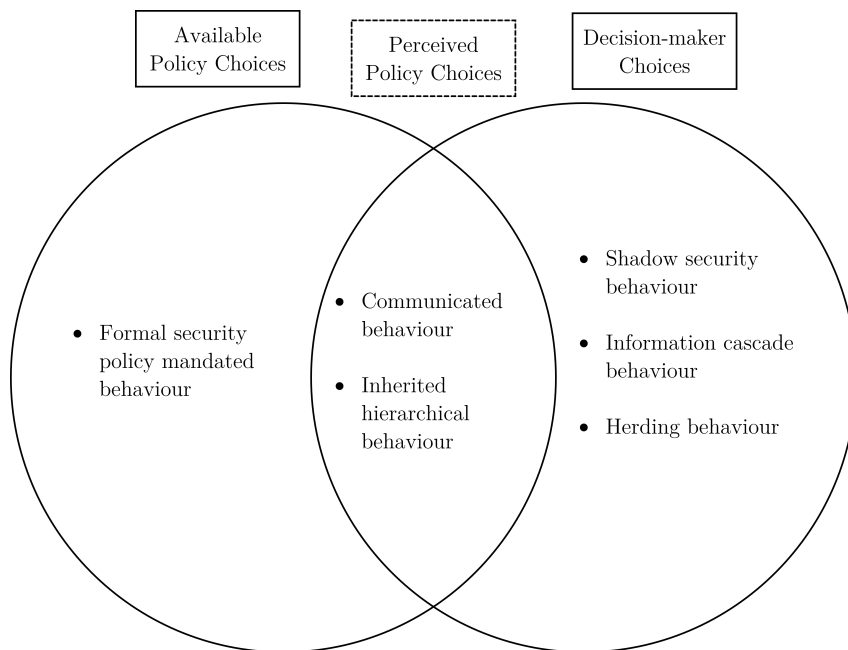 Available
Policy Choices
Perceived
Policy Choices
Decision-maker
Choices
• Formal security
policy mandated
behaviour
• Communicated
behaviour
• Inherited
hierarchical
behaviour
• Shadow security
behaviour
• Information cascade
behaviour
• Herding behaviour